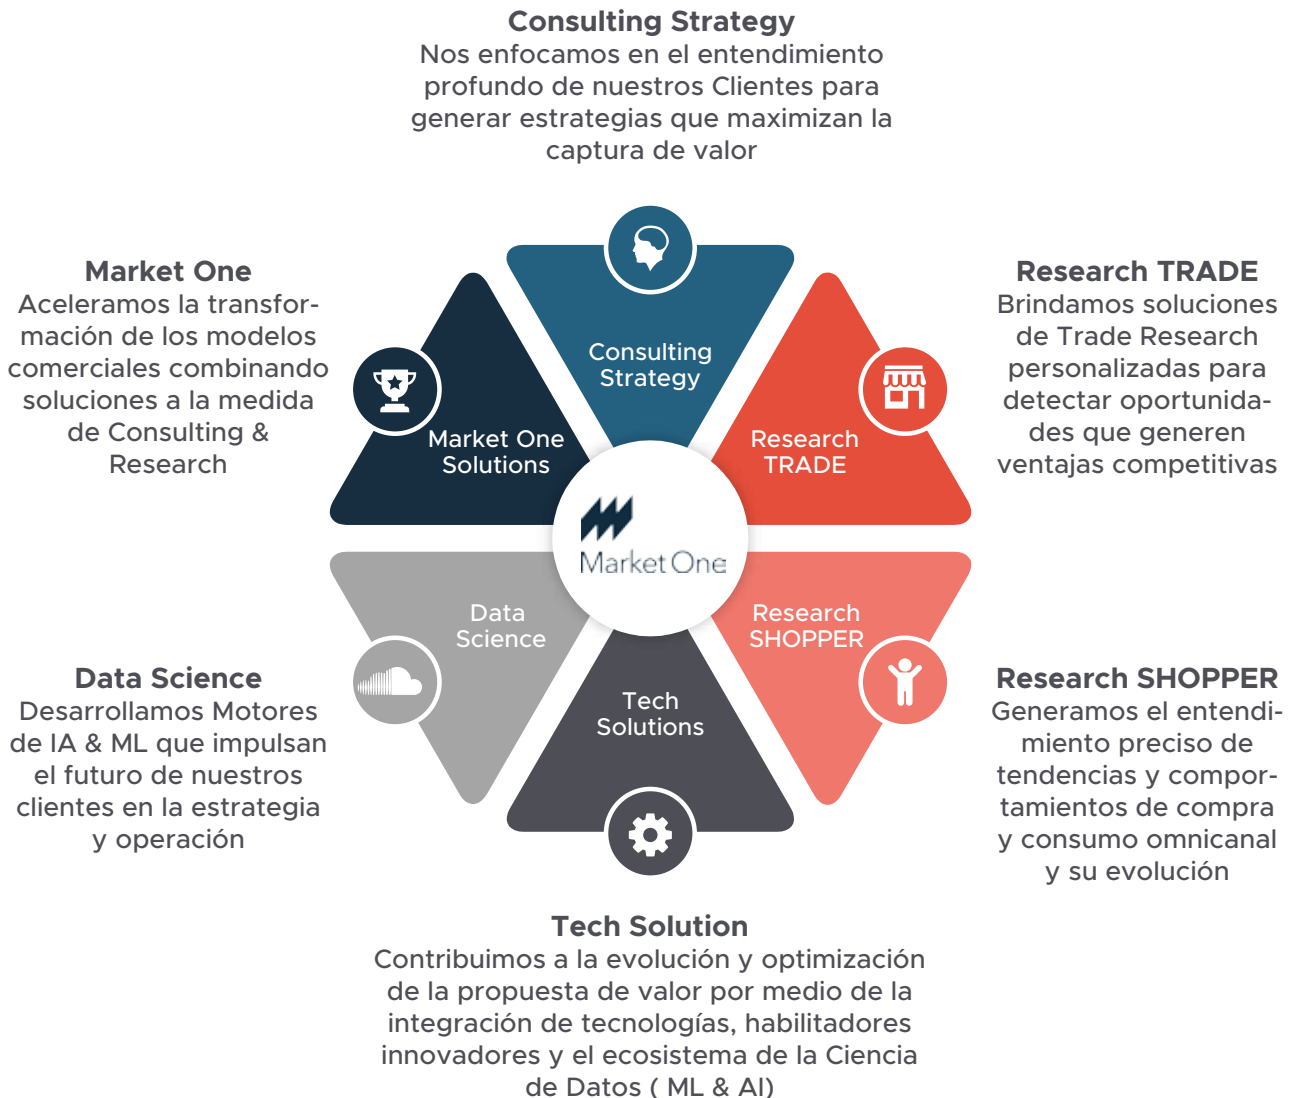 Consulting Strategy
Nos enfocamos en el entendimiento
profundo de nuestros Clientes para
generar estrategias que maximizan la
captura de valor
Market One
Aceleramos la transfor-
mación de los modelos
comerciales combinando
soluciones a la medida
de Consulting &
Research
Research TRADE
Brindamos soluciones
de Trade Research
personalizadas para
detectar oportunida-
des que generen
ventajas competitivas
Consulting
Strategy
Market One
Solutions
Research
TRADE
Market One
Data
Science
Research
SHOPPER
Tech
Solutions
Data Science
Desarrollamos Motores
de IA & ML que impulsan
el futuro de nuestros
clientes en la estrategia
y operación
Research SHOPPER
Generamos el entendi-
miento preciso de
tendencias y compor-
tamientos de compra
y consumo omnicanal
y su evolución
Tech Solution
Contribuimos a la evolución y optimización
de la propuesta de valor por medio de la
integración de tecnologías, habilitadores
innovadores y el ecosistema de la Ciencia
de Datos ( ML & AI)